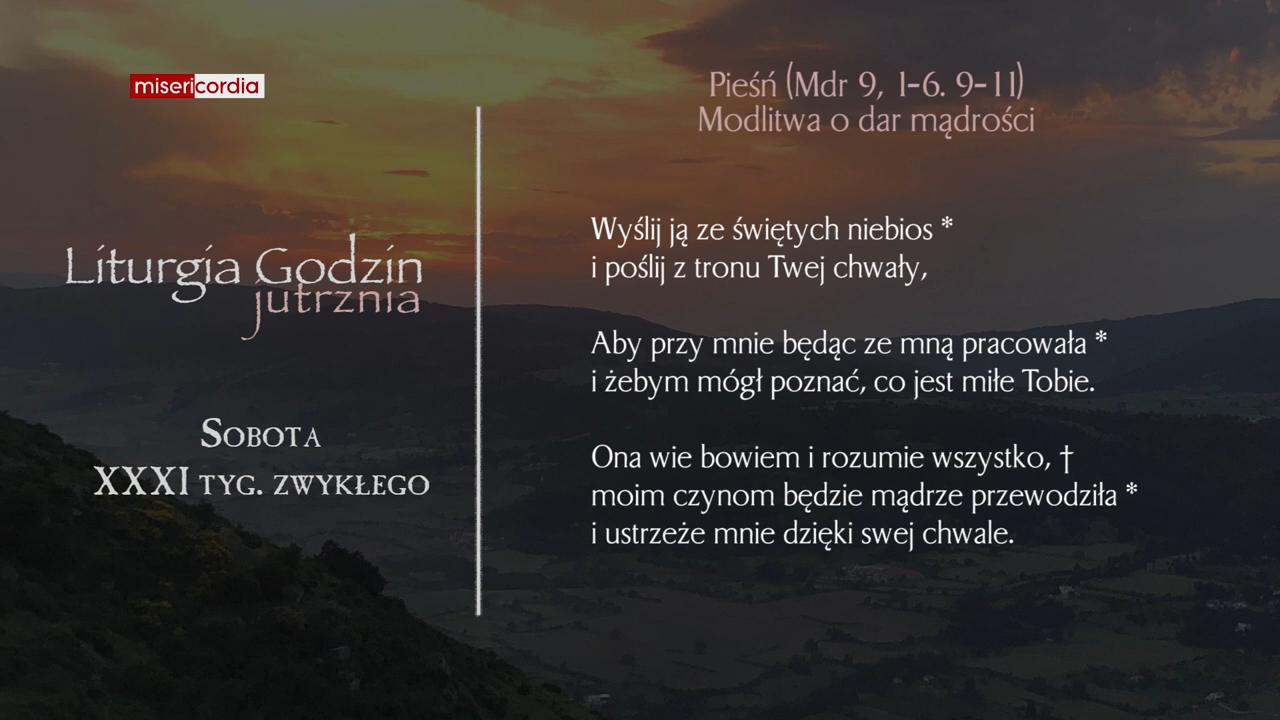 misericordia
Liturgia Godzin
jutrznia
Sobota
XXXI tyg. zwykłego
Pieśń (Mdr 9, 1-6. 9-11)
Modlitwa o dar mądrości
Wyślij ją ze świętych niebios *
i poślij z tronu Twej chwały,
Aby przy mnie będąc ze mną pracowała *
i żebym mógł poznać, co jest miłe Tobie.
Ona wie bowiem i rozumie wszystko, †
moim czynom będzie mądrze przewodziła *
i ustrzeże mnie dzięki swej chwale.